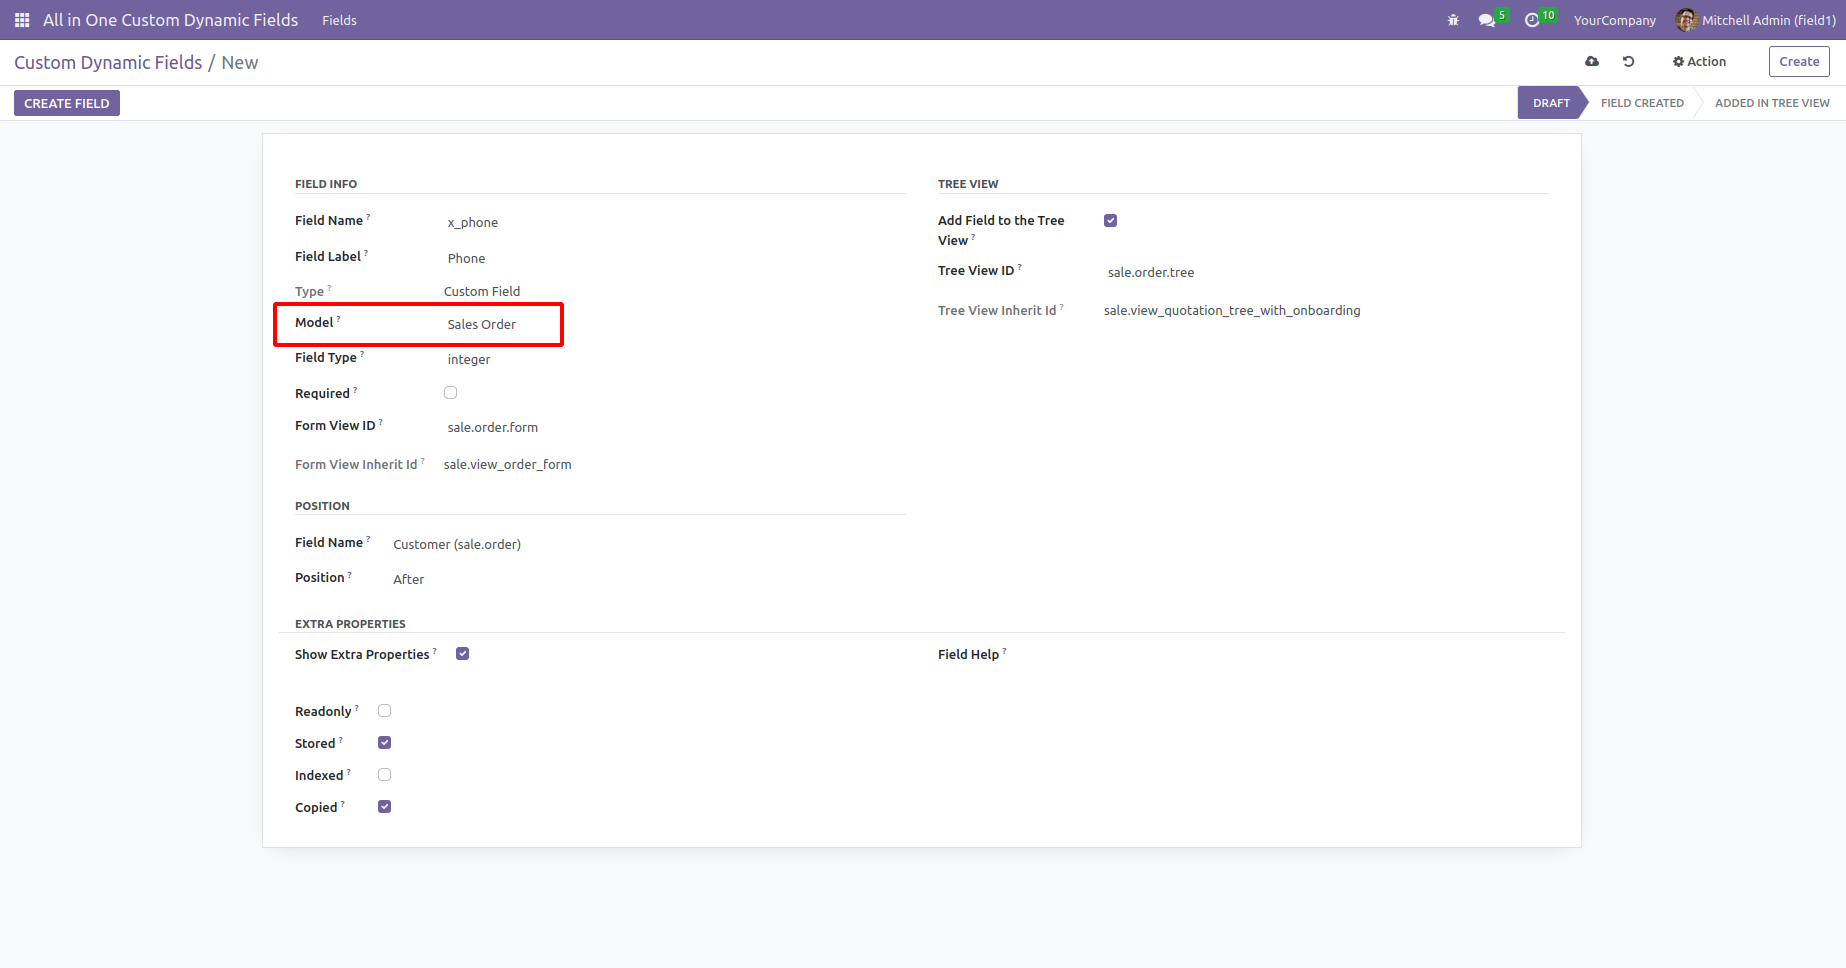 All in One Custom Dynamic Fields Fields 5 10 YourCompany Mitchell Admin (field1)
Custom Dynamic Fields / New Action Create
CREATE FIELD DRAFT FIELD CREATED ADDED IN TREE VIEW
FIELD INFO
Field Name ? x_phone
Field Label ? Phone
Type ? Custom Field
Model ? Sales Order
Field Type ? integer
Required ?
Form View ID ? sale.order.form
Form View Inherit Id ? sale.view_order_form
TREE VIEW
Add Field to the Tree
View ?
Tree View ID ? sale.order.tree
Tree View Inherit Id ? sale.view_quotation_tree_with_onboarding
POSITION
Field Name ? Customer (sale.order)
Position ? After
EXTRA PROPERTIES
Show Extra Properties ?
Field Help ?
Readonly ?
Stored ?
Indexed ?
Copied ?